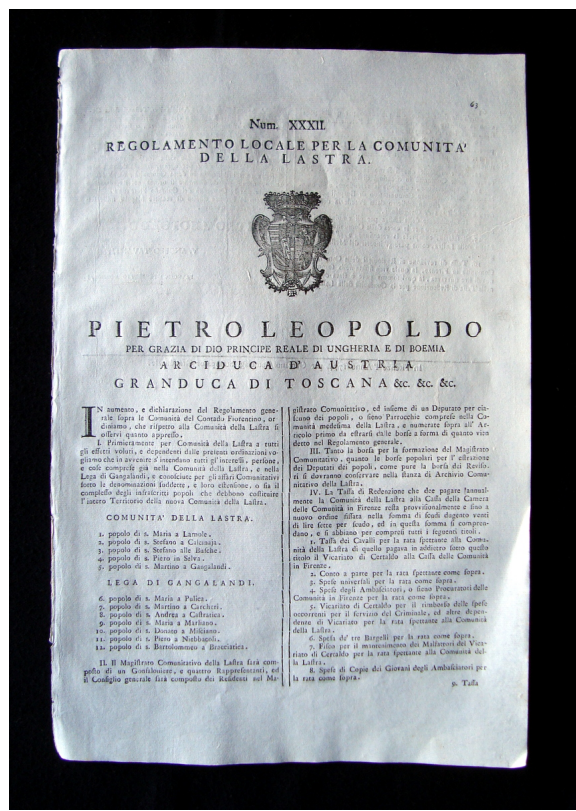 63
Num. XXXII.
REGOLAMENTO LOCALE PER LA COMUNITA'
DELLA LASTRA.
PIETRO LEOPOLDO
PER GRAZIA DI DIO PRINCIPE REALE DI UNGHERIA E DI BOEMIA
ARCIDUCA D' AUSTRIA
GRANDUCA DI TOSCANA &c. &c. &c.
IN aumento, e dichiarazione del Regolamento gene-
rale sopra le Comunità del Contado Fiorentino, or
diniamo, che rispetto alla Comunità della Lastra si
osservi quanto appresso.
I. Primieramente per Comunità della Lastra a tutti
gli effetti voluti, e dependenti dalle presenti ordinazioni vo-
gliamo che in avvenire s' intendano tutti gl' interessi, persone,
e cose comprese già nella Comunità della Lastra, e nella
Lega di Gangalandi, e conosciute per gli affari Comunitativi
sotto le denominazioni suddette, e loro estensione, o sia il
complesso degl' infrascritti popoli che debbono costituire
l' intero Territorio della nuova Comunità della Lastra.
COMUNITA' DELLA LASTRA.
1. popolo di s. Maria a Lamole.
2. popolo di s. Stefano a Calcinaja.
3. popolo di s. Stefano alle Busche.
4. popolo di s. Piero in Selva.
5. popolo di s. Martino a Gangalandi.
LEGA DI GANGALANDI.
6. popolo di s. Maria a Pulica.
7. popolo di s. Martino a Carcheri.
8. popolo di s. Andrea a
9. popolo di s. Maria a Marliano.
10. popolo di s. Donato a Misciano.
11. popolo di s. Piero a Niebbiaoli.
12. popolo di s. Bartolommeo a
II. Il Magistrato Comunitativo della Lastra sarà com-
posto di un Gonfaloniere, e quattro Rappresentanti, ed
il Consiglio generale sarà composto dei Residenti nel Ma-
gistrato Comunitivo, ed insieme di un Deputato per cia-
scuno dei popoli, o sieno Parrocchie comprese nella Co-
munità medesima della Lastra, e numerate sopra all' Ar-
ticolo primo da estrarsi dalle borse a forma di quanto vien
detto nel Regolamento generale.
III. Tanto la borsa per la formazione del Magistrato
Comunitativo, quanto le borse popolari per l' estrazione
dei Deputati dei popoli, come pure la borsa dei Reviso-
ri si dovranno conservare nella stanza di Archivio Comu-
nitativo della Lastra.
IV. La Tassa di Redenzione che dee pagare annual-
mente la Comunità della Lastra alla Cassa della Camera
delle Comunità in Firenze resta provvisionalmente e fino a
nuovo ordine fissata nella somma di scudi dugento venti
di lire sette per scudo, ed in questa somma si compren-
dano, e si abbiano per compresi tutti i seguenti titoli.
1. Tassa dei Cavalli per la rata spettante alla Comu-
nità della Lastra di quello pagava in addietro sotto questo
titolo il Vicariato di Certaldo alla Cassa delle Comunità
in Firenze.
2. Conto a parte per la rata spettante come sopra.
3. Spese universali per la rata come sopra.
4. Spese degli Ambasciatori, o sieno Procuratori delle
Comunità in Firenze per la rata come sopra.
5. Vicariato di Certaldo per il rimborso delle spese
occorrenti per il servizio del Criminale, ed altre depen-
denze di Vicariato per la rata spettante alla Comunità
della Lastra.
6. Spesa de' tre Bargelli per la rata come sopra.
7. Fisco per il mantenimento dei Malfattori del Vica-
riato di Certaldo per la rata spettante alla Comunità del-
la Lastra.
8. Spese di Copie dei Giovani degli Ambasciatori per
la rata come sopra.
9. Tassa